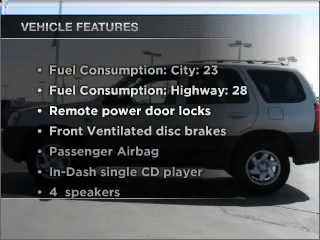 VEHICLE FEATURES
• Fuel Consumption: City: 23
• Fuel Consumption: Highway: 28
• Remote power door locks
• Front Ventilated disc brakes
• Passenger Airbag
• In-Dash single CD player
• 4 speakers